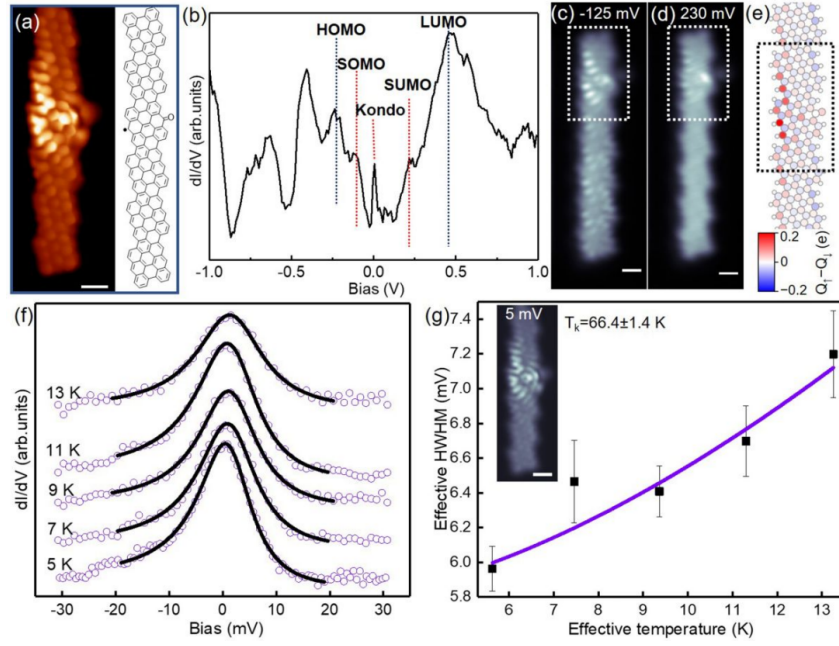 (a)
O
(b)
HOMO
SOMO
Kondo
SUMO
LUMO
dI/dV (arb.units)
-1.0 -0.5 0.0 0.5 1.0
Bias (V)
(c) -125 mV
(d) 230 mV
(e)
0.2
0
-0.2
Q↑-Q↓ (e)
(f)
dI/dV (arb.units)
13 K
11 K
9 K
7 K
5 K
-30 -20 -10 0 10 20 30
Bias (mV)
(g)
5 mV
Tk=66.4±1.4 K
Effective HWHM (mV)
7.4
7.2
7.0
6.8
6.6
6.4
6.2
6.0
5.8
6 7 8 9 10 11 12 13
Effective temperature (K)